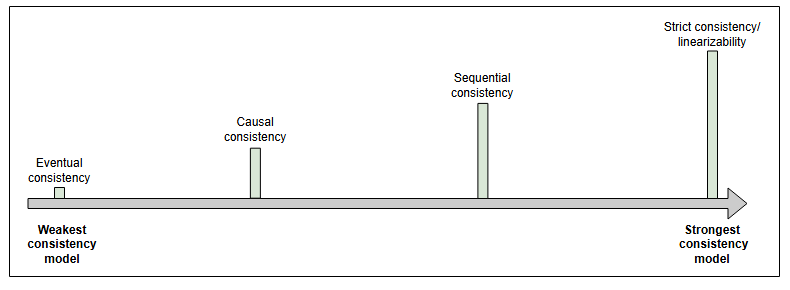 Strict consistency/
linearizability
Sequential
consistency
Causal
consistency
Eventual
consistency
Weakest
consistency
model
Strongest
consistency
model